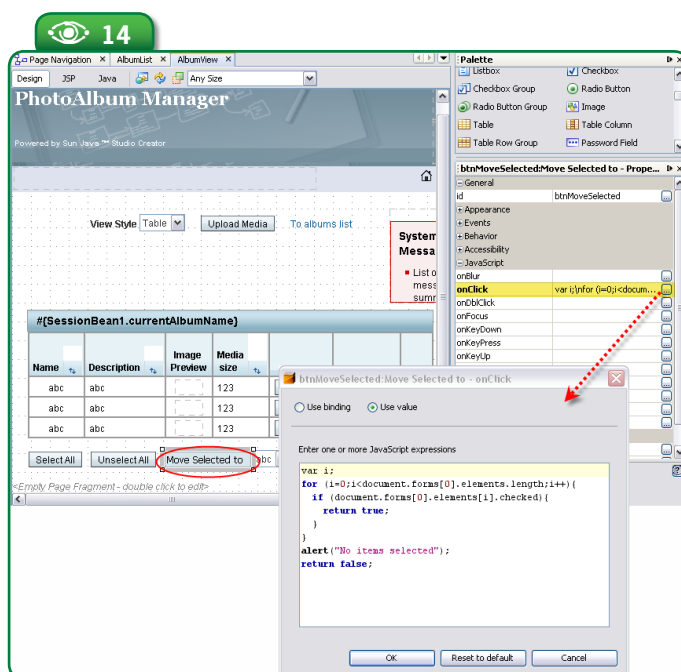 14
Page Navigation × AlbumList × AlbumView ×
Design JSP Java Any Size
PhotoAlbum Manager
Powered by Sun Java ™ Studio Creator
View Style Table Upload Media To albums list
System
Messa
List o
mess
summ
#{SessionBean1.currentAlbumName}
Name Description Image Preview Media size
abc abc 123
abc abc 123
abc abc 123
Select All Unselect All Move Selected to abc
<Empty Page Fragment - double click to edit>
Palette
Listbox Checkbox
Checkbox Group Radio Button
Radio Button Group Image
Table Table Column
Table Row Group Password Field
btnMoveSelected:Move Selected to - Prope...
General
id btnMoveSelected
Appearance
Events
Behavior
Accessibility
JavaScript
onBlur
onClick var i;\nfor (i=0;i<docum...
onDblClick
onFocus
onKeyDown
onKeyPress
onKeyUp
btnMoveSelected:Move Selected to - onClick
Use binding Use value
Enter one or more JavaScript expressions
var i;
for (i=0;i<document.forms[0].elements.length;i++){
if (document.forms[0].elements[i].checked){
return true;
}
}
alert("No items selected");
return false;
OK Reset to default Cancel